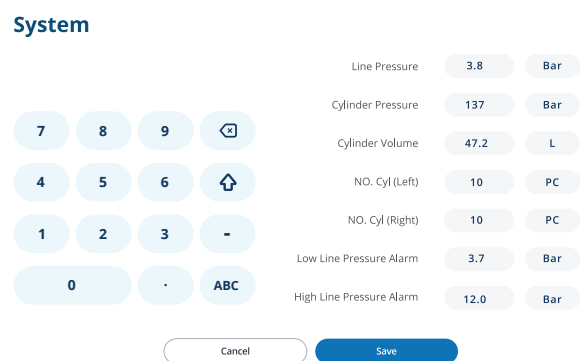 System
Line Pressure 3.8 Bar
Cylinder Pressure 137 Bar
7 8 9
Cylinder Volume 47.2 L
4 5 6
NO. Cyl (Left) 10 PC
1 2 3 -
NO. Cyl (Right) 10 PC
Low Line Pressure Alarm 3.7 Bar
0 . ABC
High Line Pressure Alarm 12.0 Bar
Cancel Save